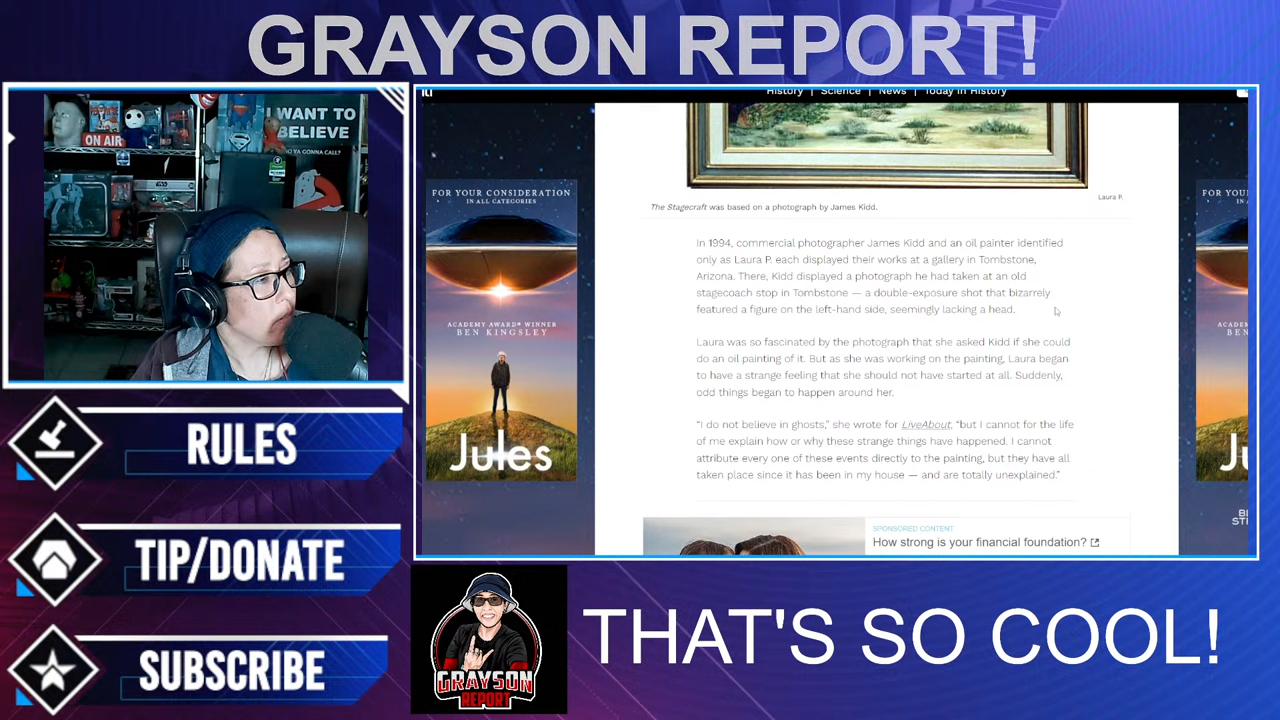 GRAYSON REPORT!
I WANT TO
BELIEVE
ON AIR
YA GONNA CALL?
RULES
TIP/DONATE
SUBSCRIBE
History | Science | News | Today in History
Laura P.
The Stagecraft was based on a photograph by James Kidd.
FOR YOUR CONSIDERATION
IN ALL CATEGORIES
ACADEMY AWARD® WINNER
BEN KINGSLEY
Jules
In 1994, commercial photographer James Kidd and an oil painter identified
only as Laura P. each displayed their works at a gallery in Tombstone,
Arizona. There, Kidd displayed a photograph he had taken at an old
stagecoach stop in Tombstone — a double-exposure shot that bizarrely
featured a figure on the left-hand side, seemingly lacking a head.
Laura was so fascinated by the photograph that she asked Kidd if she could
do an oil painting of it. But as she was working on the painting, Laura began
to have a strange feeling that she should not have started at all. Suddenly,
odd things began to happen around her.
“I do not believe in ghosts,” she wrote for LiveAbout, “but I cannot for the life
of me explain how or why these strange things have happened. I cannot
attribute every one of these events directly to the painting, but they have all
taken place since it has been in my house — and are totally unexplained.”
SPONSORED CONTENT
How strong is your financial foundation?
FOR YOU
IN A
ACADEM
BEN
Ju
GRAYSON
REPORT
THAT'S SO COOL!